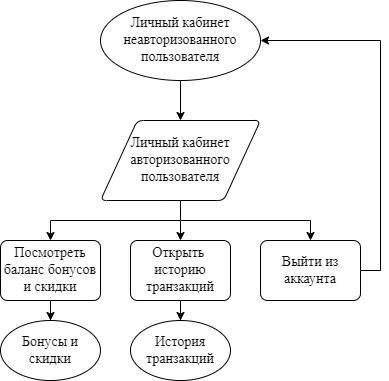 Личный кабинет
неавторизованного
пользователя
Личный кабинет
авторизованного
пользователя
Посмотреть
баланс бонусов
и скидки
Открыть
историю
транзакций
Выйти из
аккаунта
Бонусы и
скидки
История
транзакций